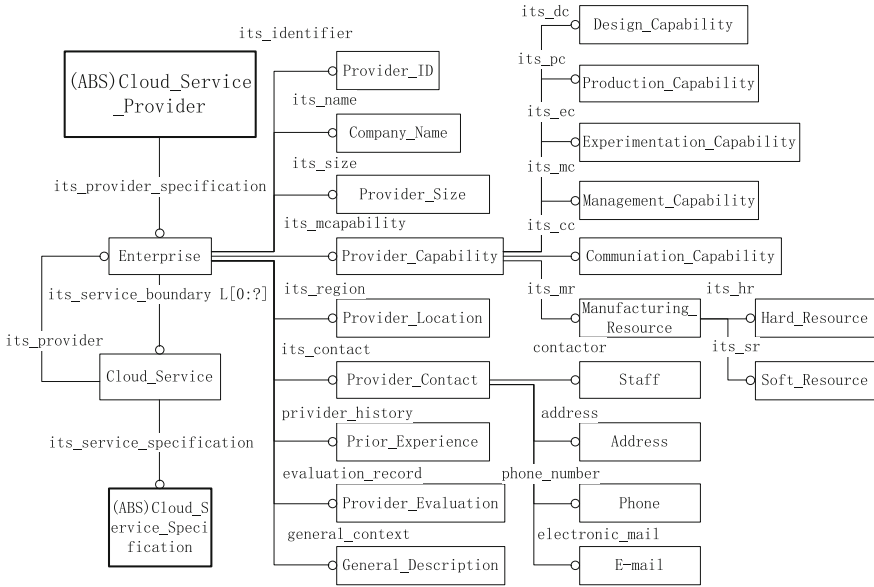 its_identifier
its_dc
Design_Capability
(ABS)Cloud_Service
_Provider
Provider_ID
its_pc
Production_Capability
its_name
Company_Name
its_ec
Experimentation_Capability
its_size
its_mc
its_provider_specification
Provider_Size
Management_Capability
its_mcapability
its_cc
Enterprise
Provider_Capability
Communiation_Capability
its_service_boundary L[0:?]
its_region
its_mr
its_hr
Provider_Location
Manufacturing_
Resource
Hard_Resource
its_provider
its_contact
contactor
its_sr
Cloud_Service
Provider_Contact
Staff
Soft_Resource
privider_history
address
its_service_specification
Prior_Experience
Address
evaluation_record
phone_number
(ABS)Cloud_S
ervice_Speci
fication
Provider_Evaluation
Phone
general_context
electronic_mail
General_Description
E-mail